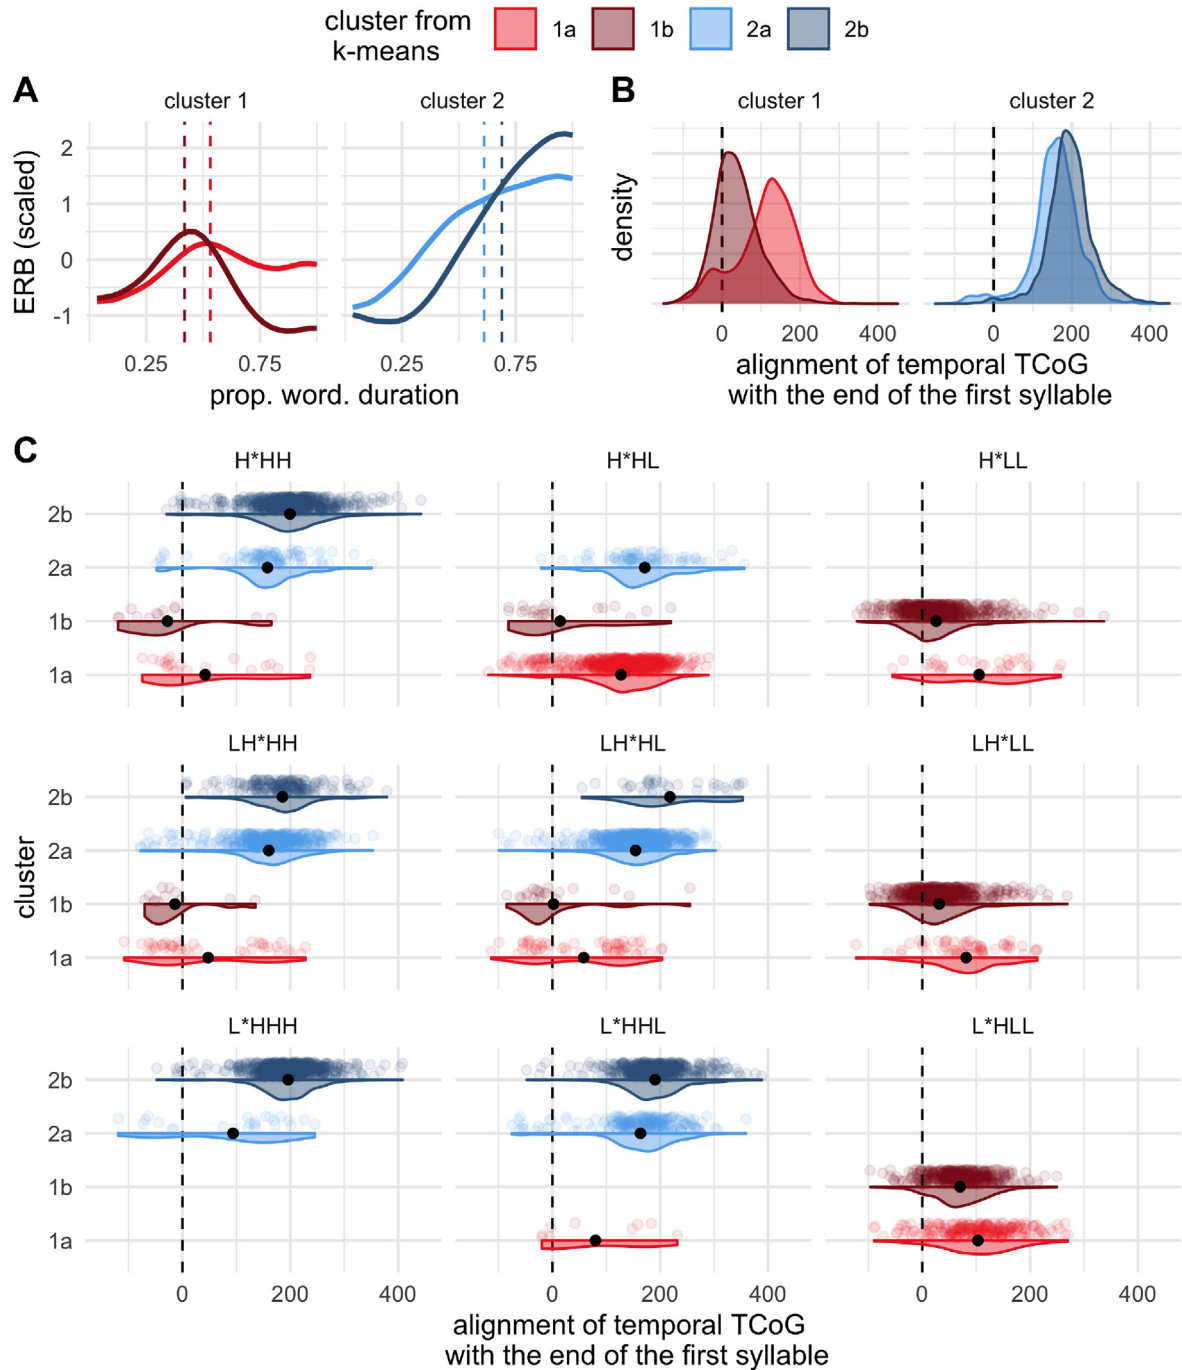 cluster from
k-means
1a
1b
2a
2b
A
B
cluster 1
cluster 2
cluster 1
cluster 2
ERB (scaled)
2
1
0
-1
0.25
0.75
0.25
0.75
prop. word. duration
density
0
200
400
0
200
400
alignment of temporal TCoG
with the end of the first syllable
C
H*HH
H*HL
H*LL
2b
2a
1b
1a
LH*HH
LH*HL
LH*LL
cluster
2b
2a
1b
1a
L*HHH
L*HHL
L*HLL
2b
2a
1b
1a
0
200
400
0
200
400
0
200
400
alignment of temporal TCoG
with the end of the first syllable